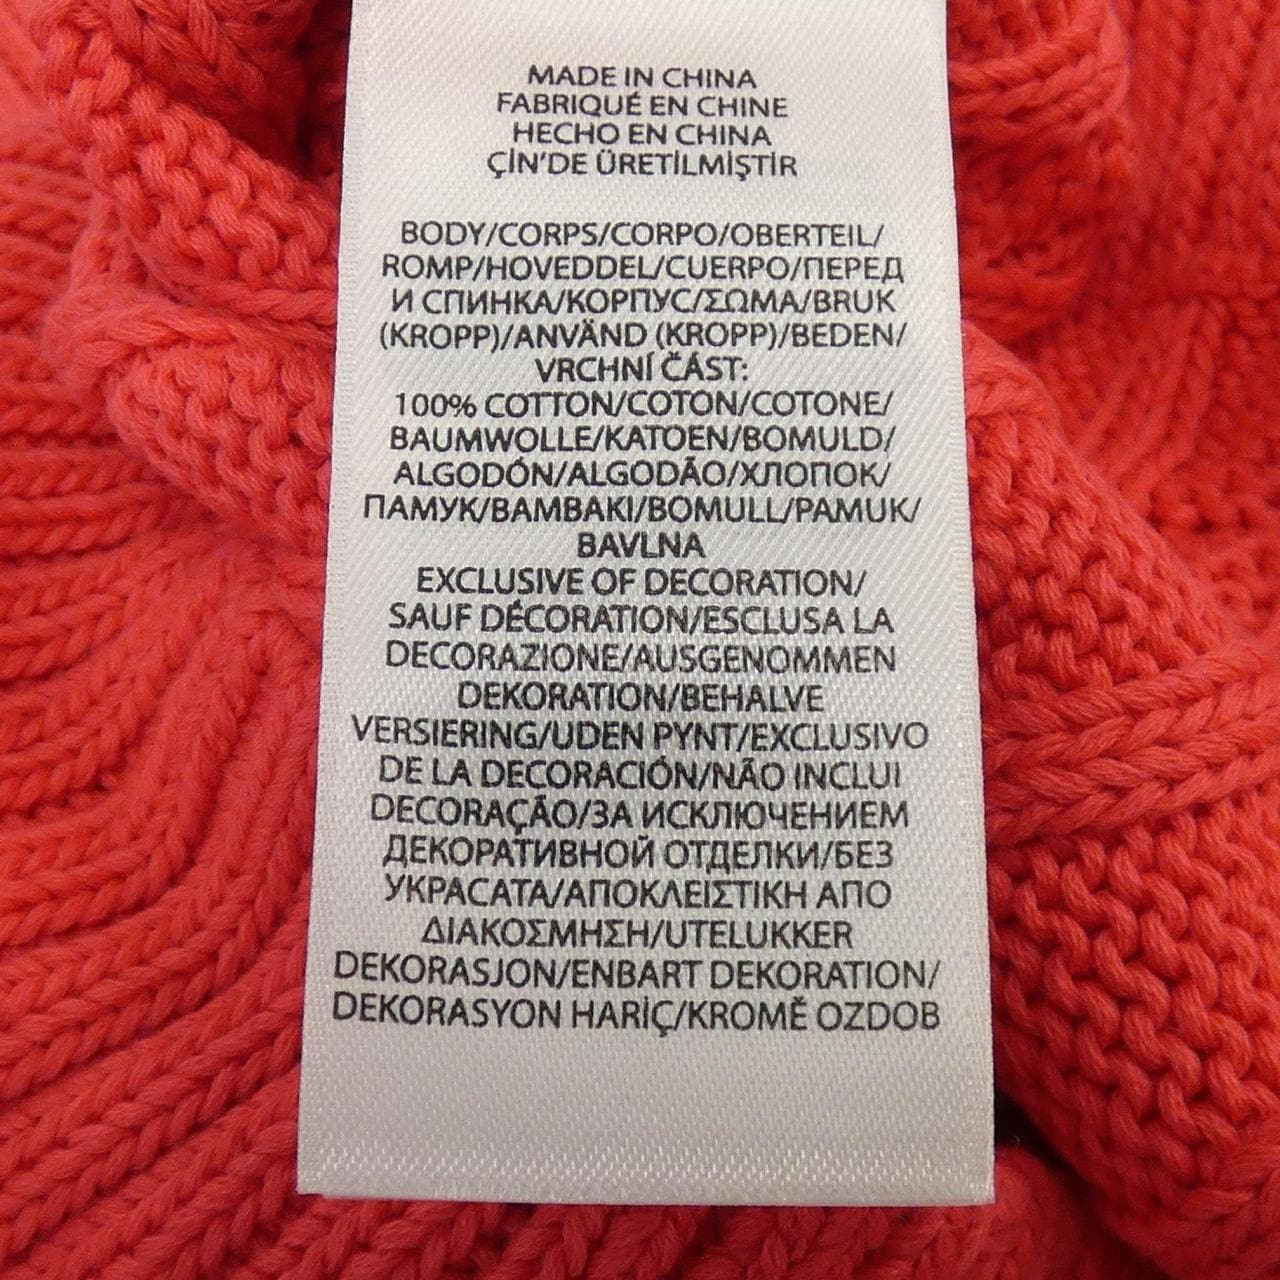 MADE IN CHINA
FABRIQUÉ EN CHINE
HECHO EN CHINA
ÇİN'DE ÜRETİLMİŞTİR
BODY/CORPS/CORPO/OBERTEIL/
ROMP/HOVEDDEL/CUERPO/ПЕРЕД
И СПИНКА/КОРПУС/ΣΩΜΑ/BRUK
(KROPP)/ANVÄND (KROPP)/BEDEN/
VRCHNÍ ČÁST:
100% COTTON/COTON/COTONE/
BAUMWOLLE/KATOEN/BOMULD/
ALGODÓN/ALGODÃO/ХЛОПОК/
ПАМУК/BAMBAKI/BOMULL/PAMUK/
BAVLNA
EXCLUSIVE OF DECORATION/
SAUF DÉCORATION/ESCLUSA LA
DECORAZIONE/AUSGENOMMEN
DEKORATION/BEHALVE
VERSIERING/UDEN PYNT/EXCLUSIVO
DE LA DECORACIÓN/NÃO INCLUI
DECORAÇÃO/ЗА ИСКЛЮЧЕНИЕМ
ДЕКОРАТИВНОЙ ОТДЕЛКИ/БЕЗ
УКРАСАТА/ΑΠΟΚΛΕΙΣΤΙΚΗ ΑΠΟ
ΔΙΑΚΟΣΜΗΣΗ/UTELUKKER
DEKORASJON/ENBART DEKORATION/
DEKORASYON HARİÇ/KROMĚ OZDOB